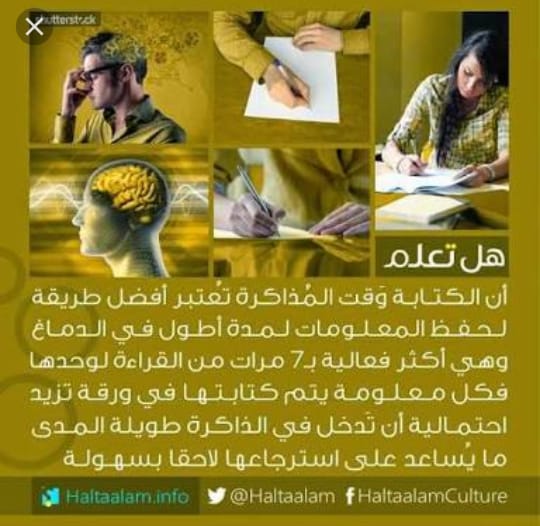 shutterstock
هل تعلم
أن الكتابة وَقت المُذاكرة تُعتبر أفضل طريقة
لحفظ المعلومات لمدة أطول في الدماغ
وهي أكثر فعالية بـ7 مرات من القراءة لوحدها
فكل معلومة يتم كتابتها في ورقة تزيد
احتمالية أن تَدخل في الذاكرة طويلة المدى
ما يُساعد على استرجاعها لاحقا بسهولة
Haltaalam.info @Haltaalam HaltaalamCulture